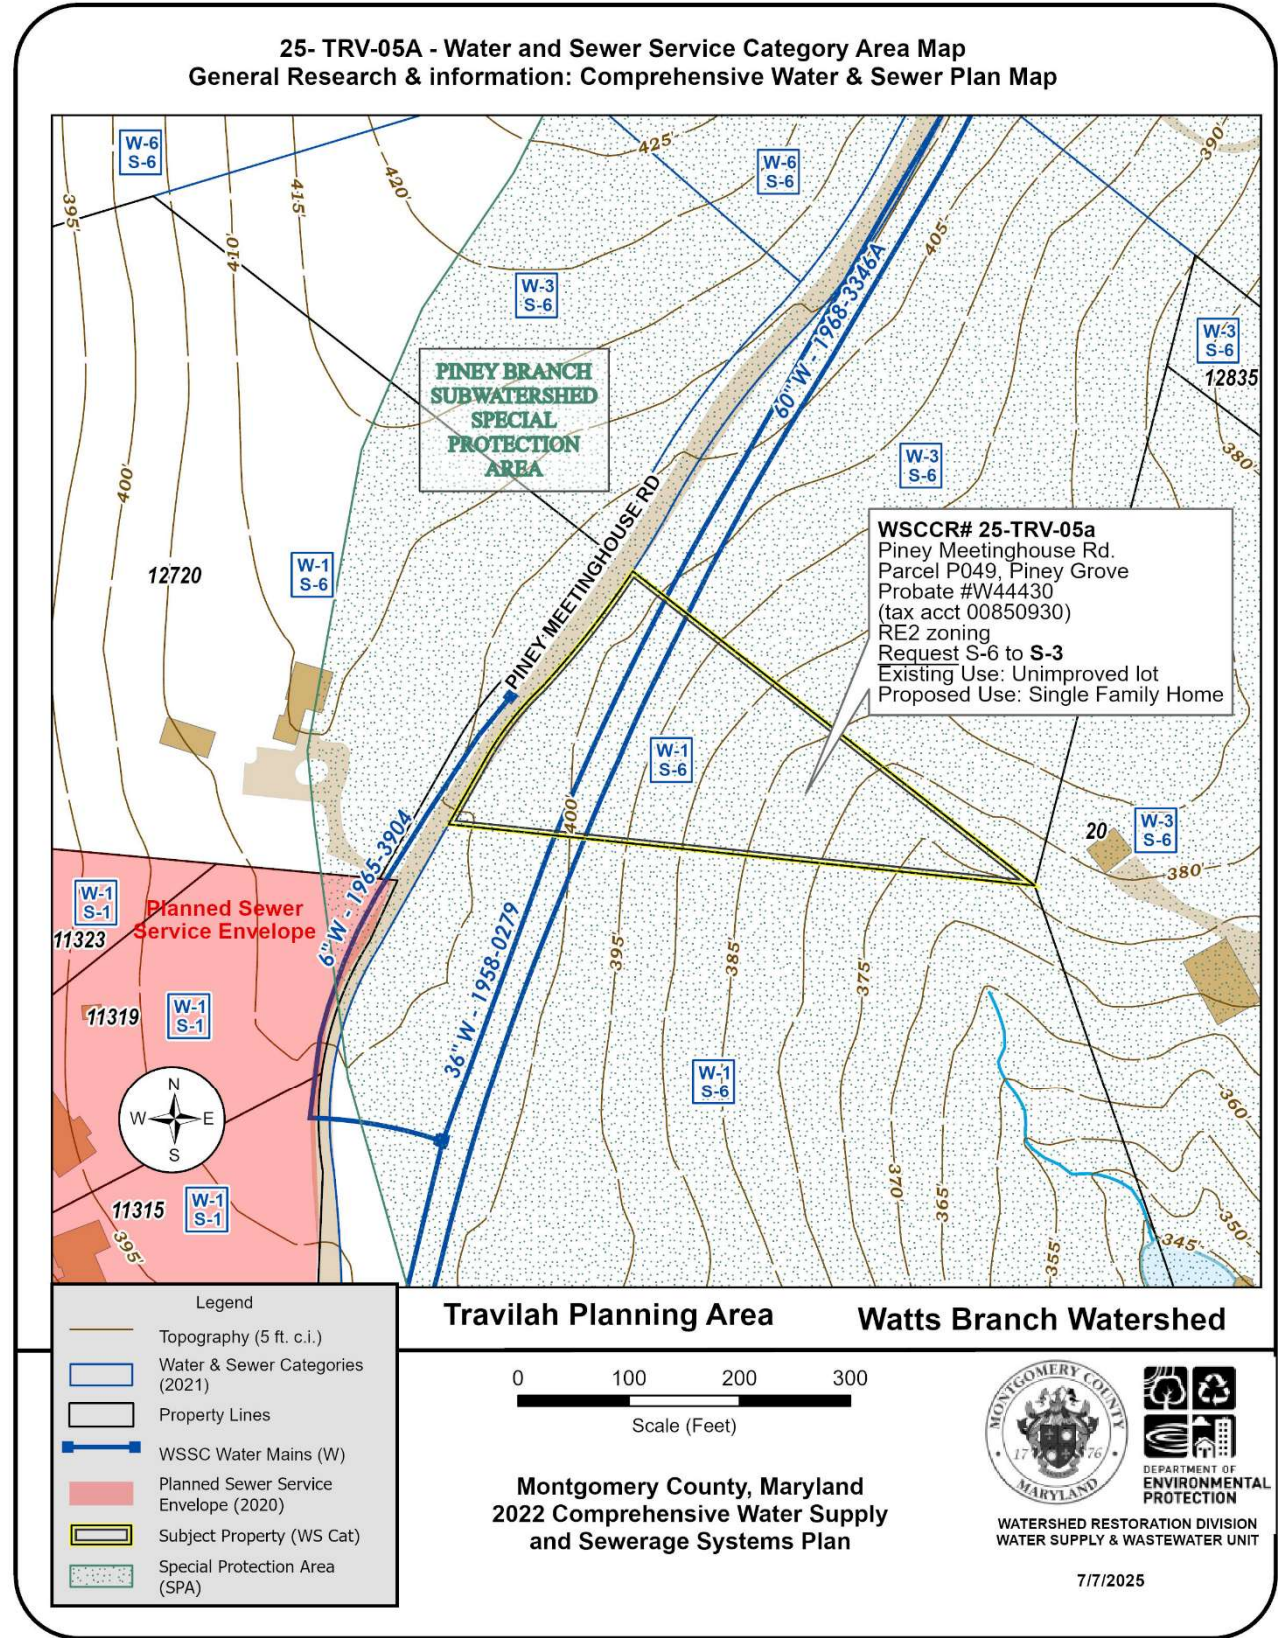 25- TRV-05A - Water and Sewer Service Category Area Map
General Research & information: Comprehensive Water & Sewer Plan Map
W-6
S-6
395'
410'
415'
420'
425'
W-6
S-6
390'
405'
W-3
S-6
60"W - 1968-3346A
W-3
S-6
12835
380'
PINEY BRANCH
SUBWATERSHED
SPECIAL
PROTECTION
AREA
400'
W-3
S-6
PINEY MEETINGHOUSE RD
12720
W-1
S-6
WSCCR# 25-TRV-05a
Piney Meetinghouse Rd.
Parcel P049, Piney Grove
Probate #W44430
(tax acct 00850930)
RE2 zoning
Request S-6 to S-3
Existing Use: Unimproved lot
Proposed Use: Single Family Home
W-1
S-6
400'
20
W-3
S-6
380'
6"W - 1965-3904
W-1
S-1
11323
Planned Sewer
Service Envelope
36"W - 1958-0279
395'
385'
375'
11319
W-1
S-1
N
W
E
S
W-1
S-6
360'
11315
W-1
S-1
395'
370'
365'
355'
350'
345'
Legend
Topography (5 ft. c.i.)
Water & Sewer Categories
(2021)
Property Lines
WSSC Water Mains (W)
Planned Sewer Service
Envelope (2020)
Subject Property (WS Cat)
Special Protection Area
(SPA)
Travilah Planning Area
Watts Branch Watershed
0 100 200 300
Scale (Feet)
Montgomery County, Maryland
2022 Comprehensive Water Supply
and Sewerage Systems Plan
MONTGOMERY COUNTY
17 76
MARYLAND
DEPARTMENT OF
ENVIRONMENTAL
PROTECTION
WATERSHED RESTORATION DIVISION
WATER SUPPLY & WASTEWATER UNIT
7/7/2025